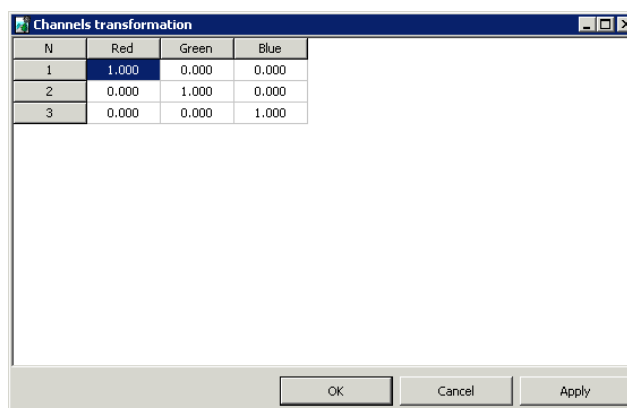 Channels transformation
N Red Green Blue
1 1.000 0.000 0.000
2 0.000 1.000 0.000
3 0.000 0.000 1.000
OK Cancel Apply